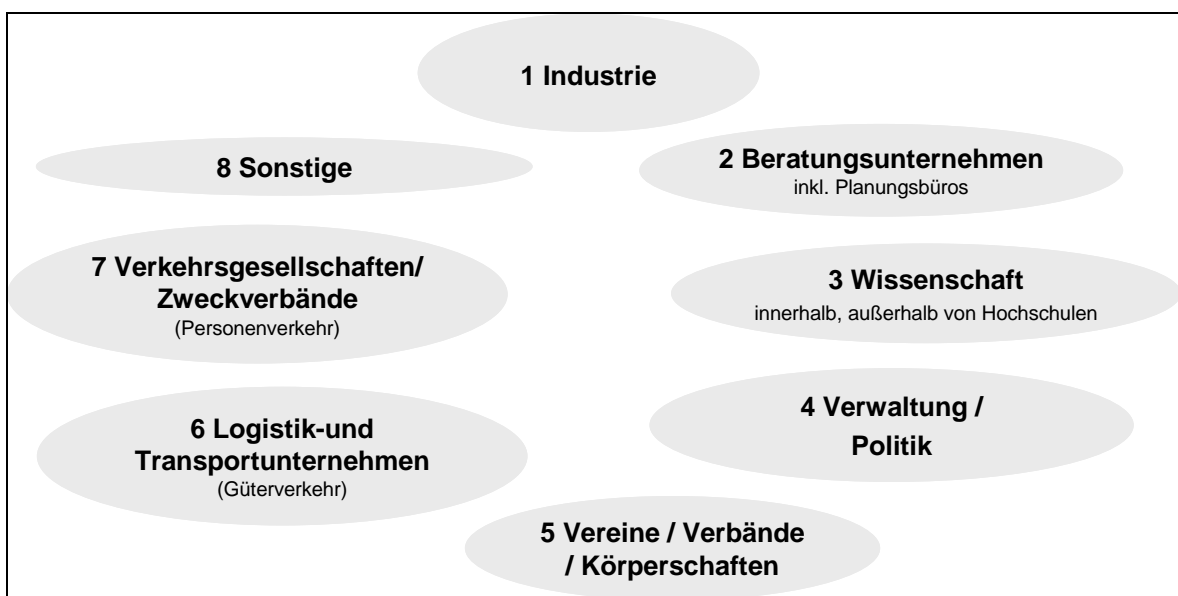 1 Industrie
2 Beratungsunternehmen
inkl. Planungsbüros
3 Wissenschaft
innerhalb, außerhalb von Hochschulen
4 Verwaltung /
Politik
5 Vereine / Verbände
/ Körperschaften
6 Logistik-und
Transportunternehmen
(Güterverkehr)
7 Verkehrsgesellschaften/
Zweckverbände
(Personenverkehr)
8 Sonstige